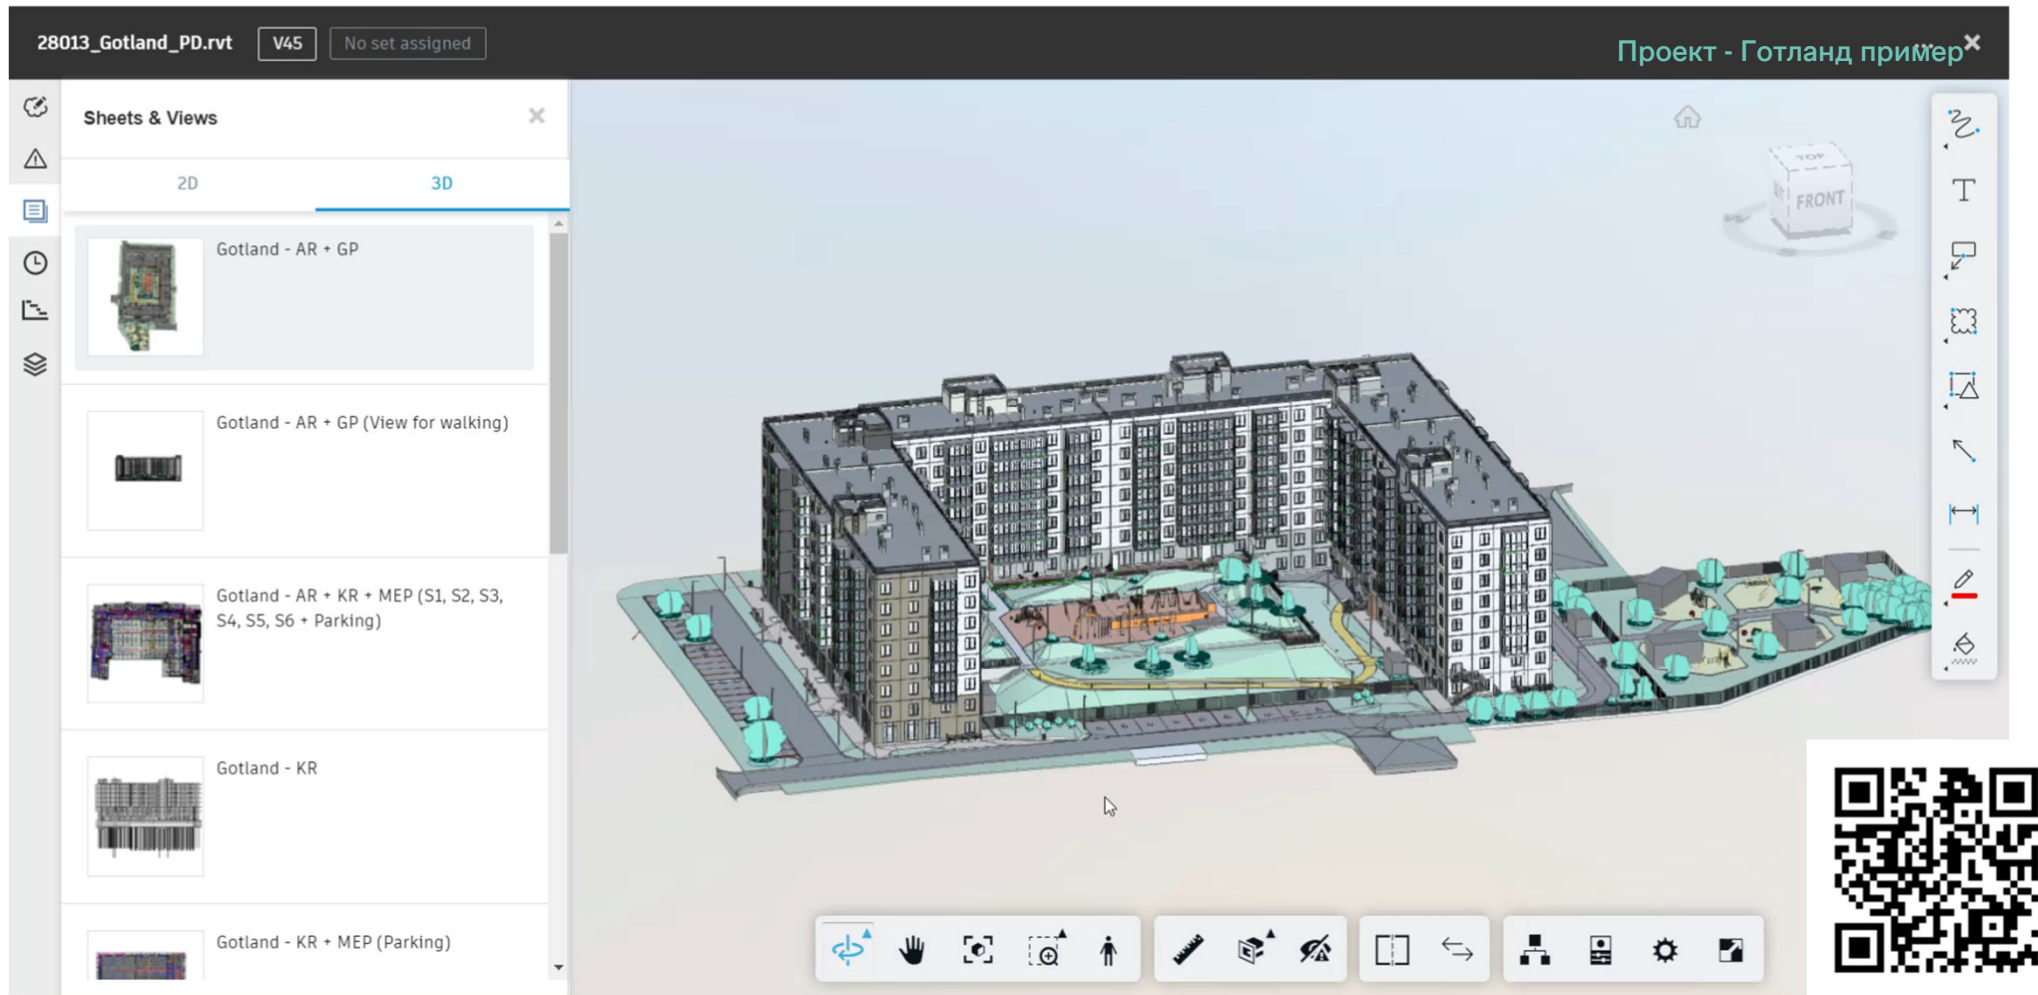 28013_Gotland_PD.rvt
V45
No set assigned
Проект - Готланд пример
Sheets & Views
2D
3D
Gotland - AR + GP
Gotland - AR + GP (View for walking)
Gotland - AR + KR + MEP (S1, S2, S3,
S4, S5, S6 + Parking)
Gotland - KR
Gotland - KR + MEP (Parking)
TOP
FRONT
T